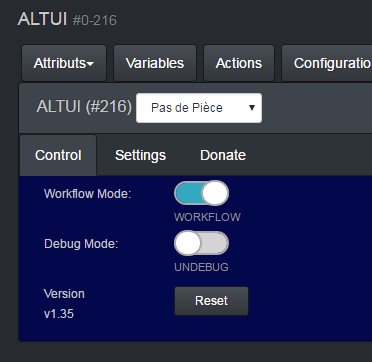 ALTUI #0-216
Attributs Variables Actions Configuratio
ALTUI (#216) Pas de Pièce
Control Settings Donate
Workflow Mode:
WORKFLOW
Debug Mode:
UNDEBUG
Version
v1.35
Reset